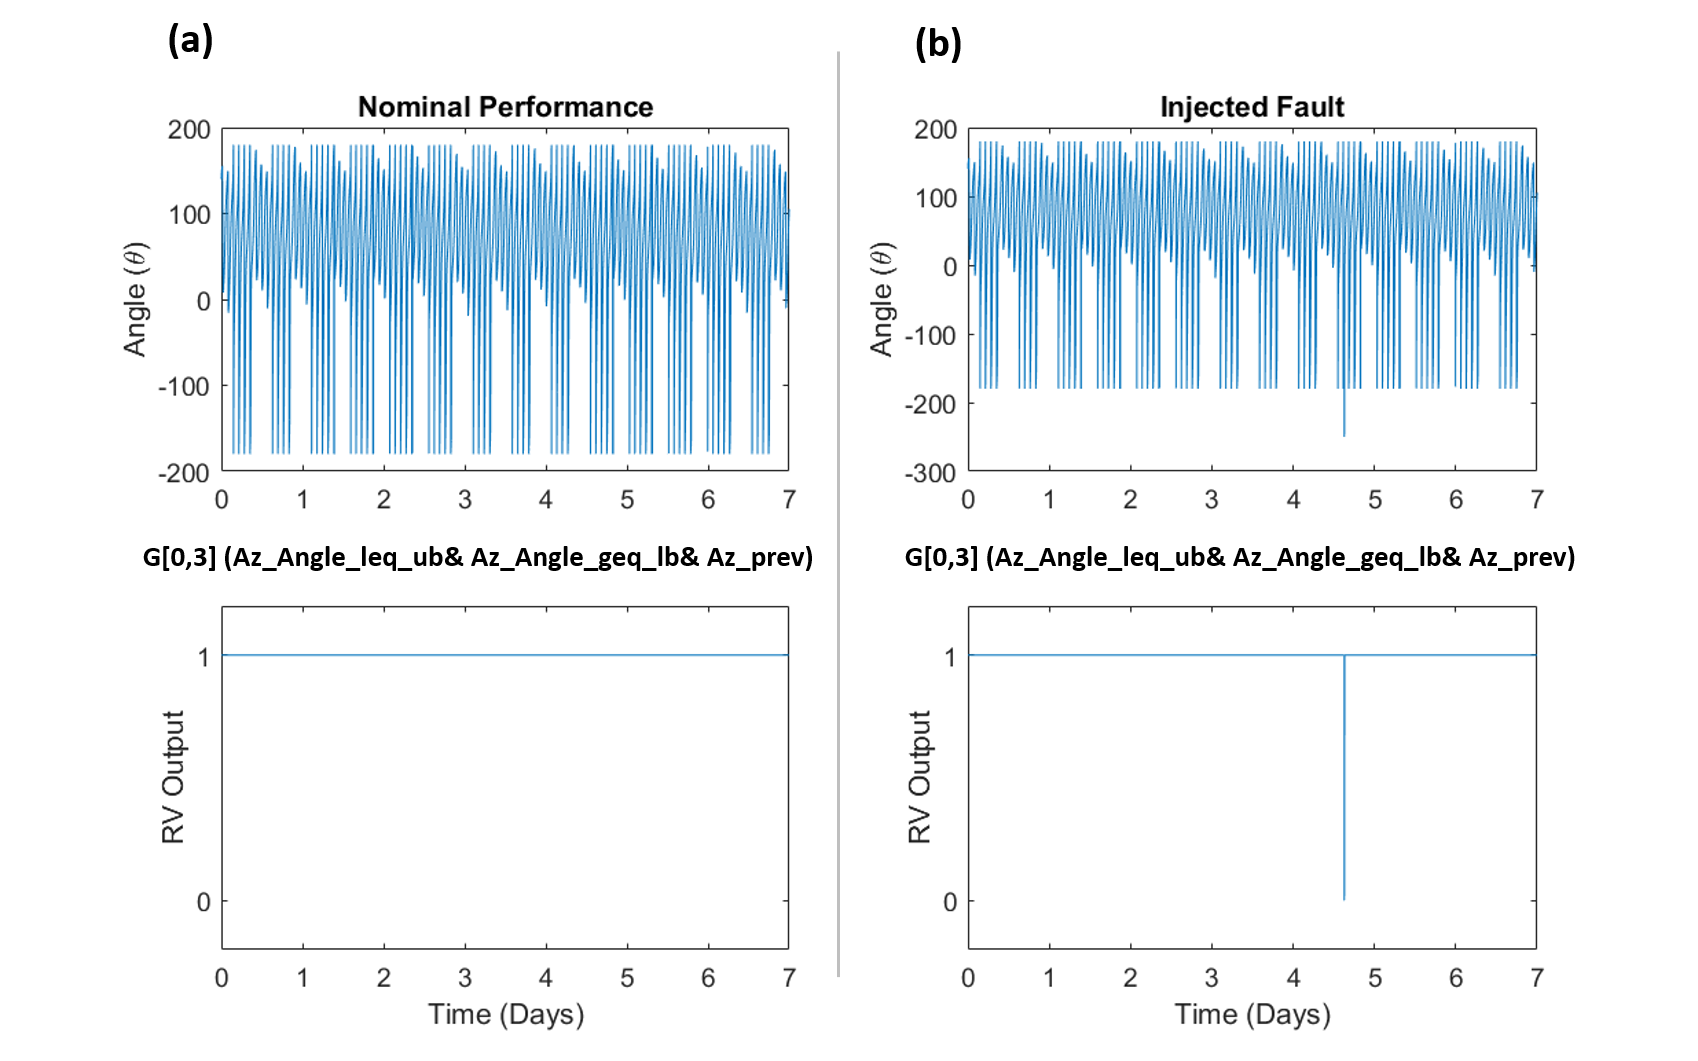 (a)
Nominal Performance
200
100
0
-100
-200
Angle (θ)
0 1 2 3 4 5 6 7
G[0,3] (Az_Angle_leq_ub& Az_Angle_geq_lb& Az_prev)
1
0
RV Output
0 1 2 3 4 5 6 7
Time (Days)
(b)
Injected Fault
200
100
0
-100
-200
-300
Angle (θ)
0 1 2 3 4 5 6 7
G[0,3] (Az_Angle_leq_ub& Az_Angle_geq_lb& Az_prev)
1
0
RV Output
0 1 2 3 4 5 6 7
Time (Days)